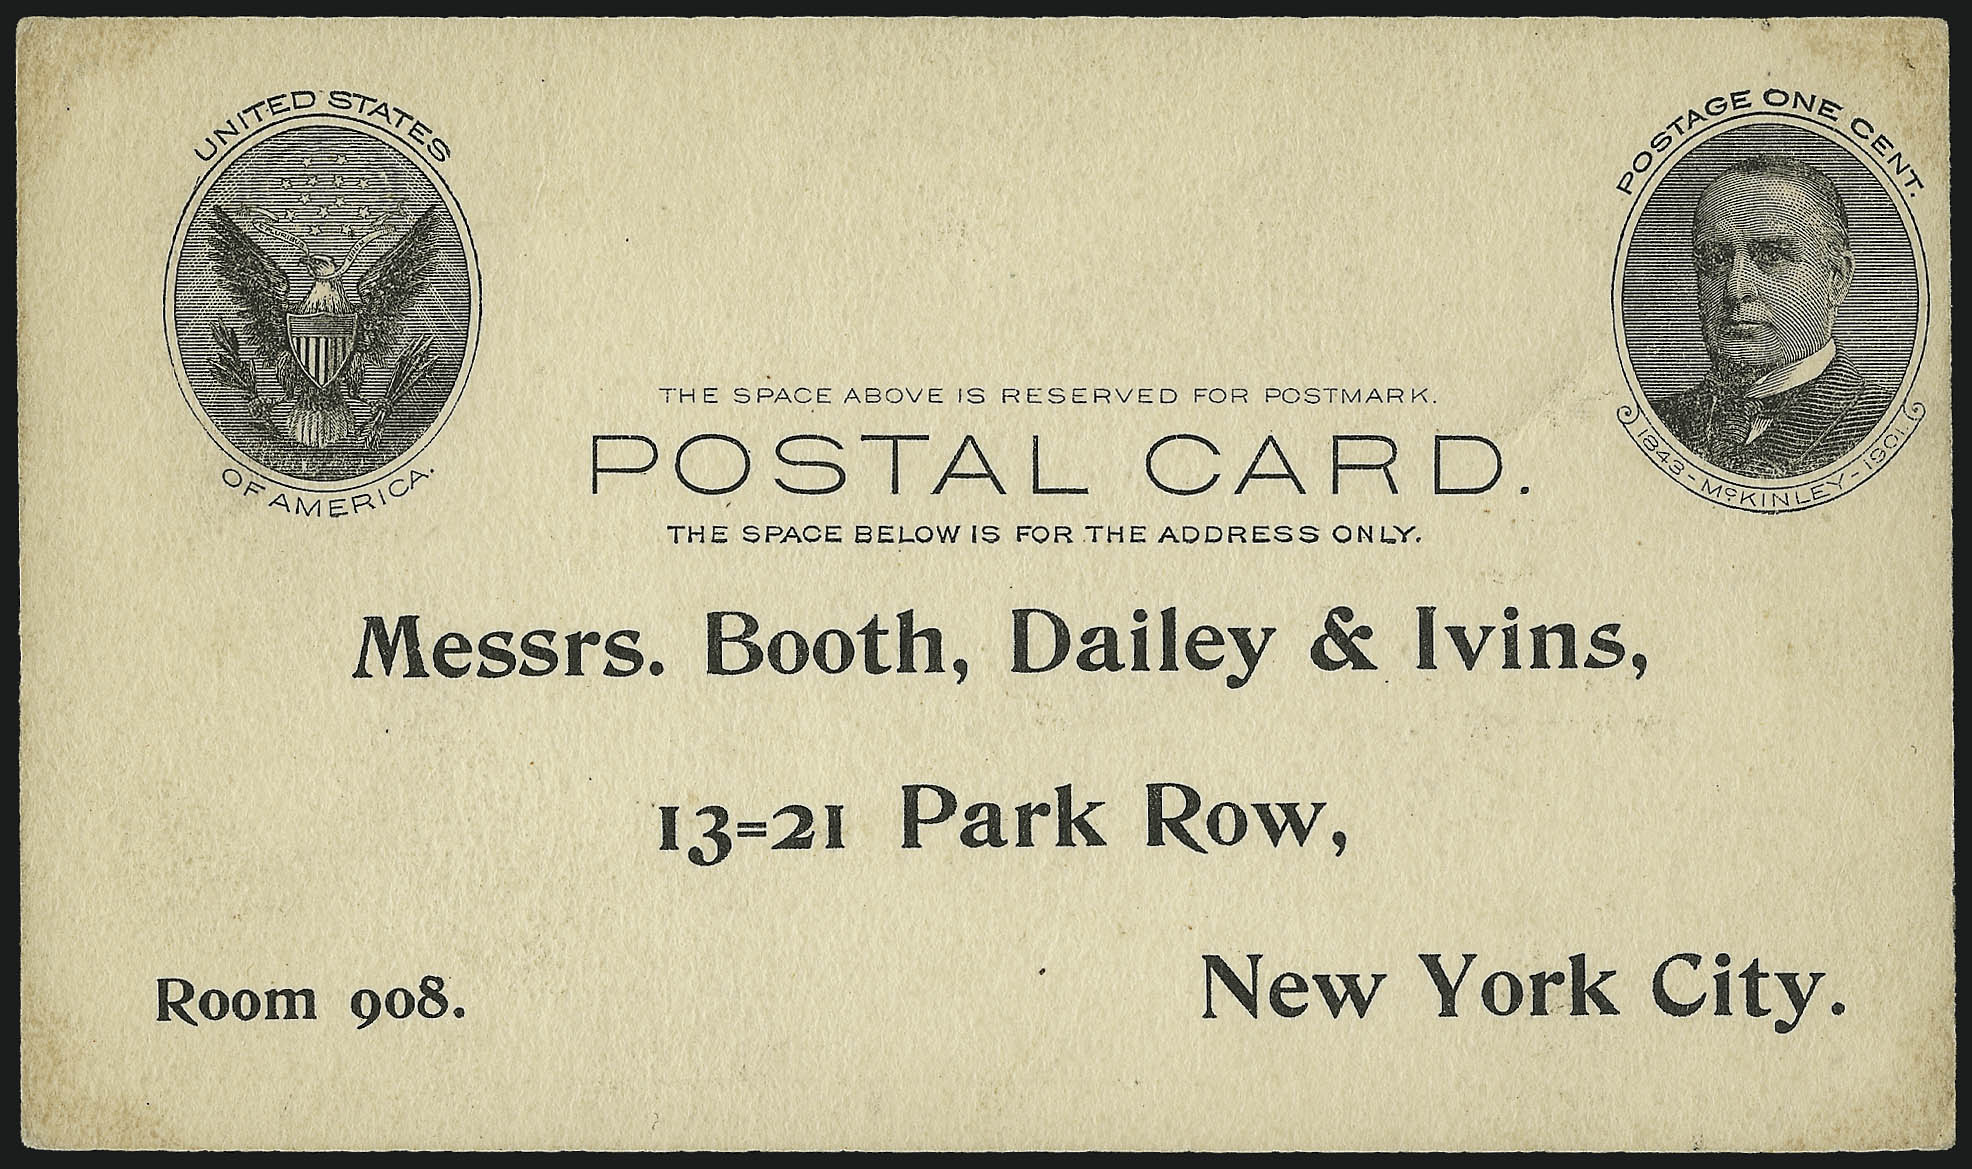 UNITED STATES
OF AMERICA.
POSTAGE ONE CENT.
1843-McKINLEY-1901.
THE SPACE ABOVE IS RESERVED FOR POSTMARK.
POSTAL CARD.
THE SPACE BELOW IS FOR THE ADDRESS ONLY.
Messrs. Booth, Dailey & Ivins,
13=21 Park Row,
Room 908.
New York City.